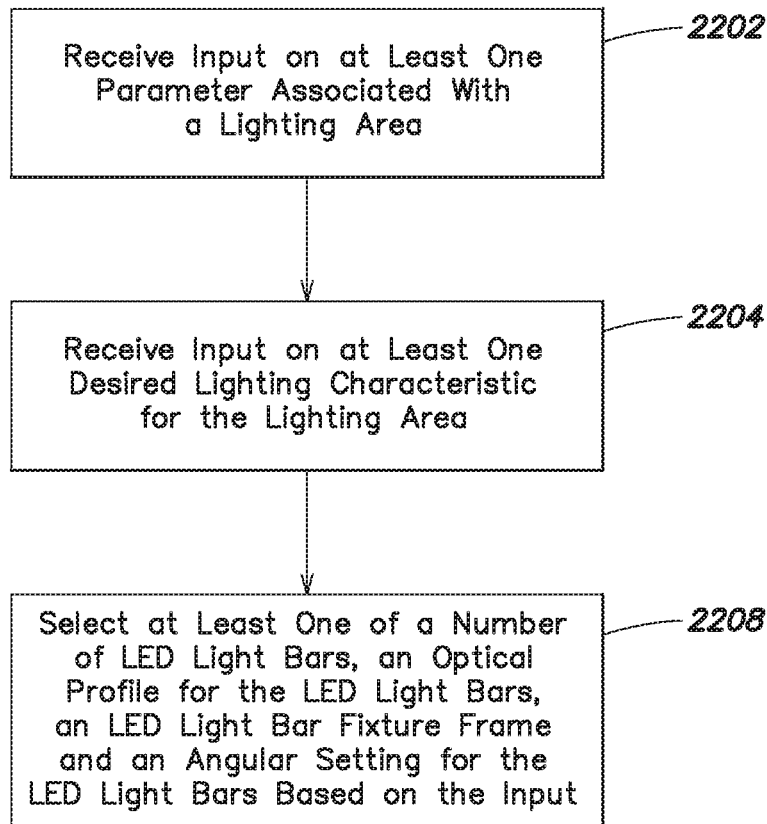 2202
Receive Input on at Least One
Parameter Associated With
a Lighting Area
2204
Receive Input on at Least One
Desired Lighting Characteristic
for the Lighting Area
2208
Select at Least One of a Number
of LED Light Bars, an Optical
Profile for the LED Light Bars,
an LED Light Bar Fixture Frame
and an Angular Setting for the
LED Light Bars Based on the Input